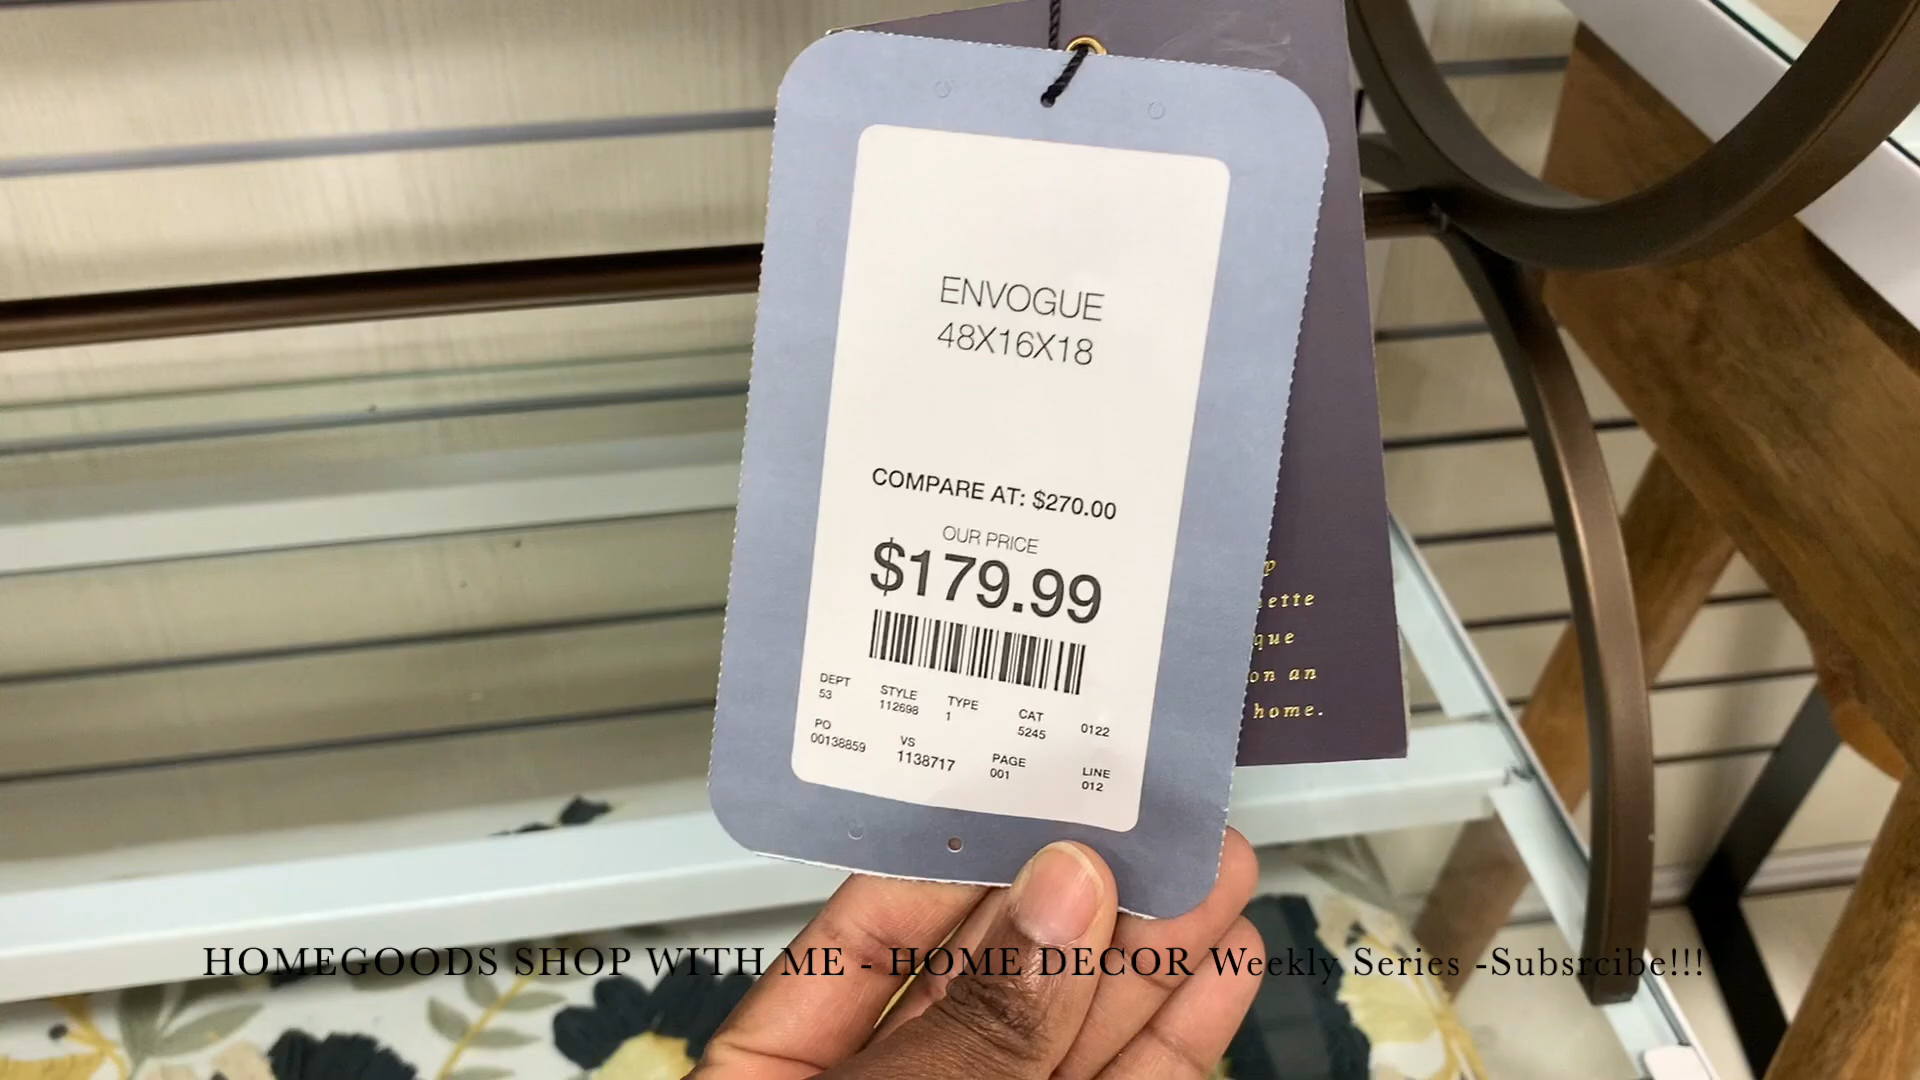 ENVOGUE
48X16X18
COMPARE AT: $270.00
OUR PRICE
$179.99
DEPT STYLE TYPE CAT 0122
53 112698 1 5245
PO VS PAGE LINE
00138859 1138717 001 012
on an
home.
HOMEGOODS SHOP WITH ME - HOME DECOR Weekly Series -Subsrcibe!!!